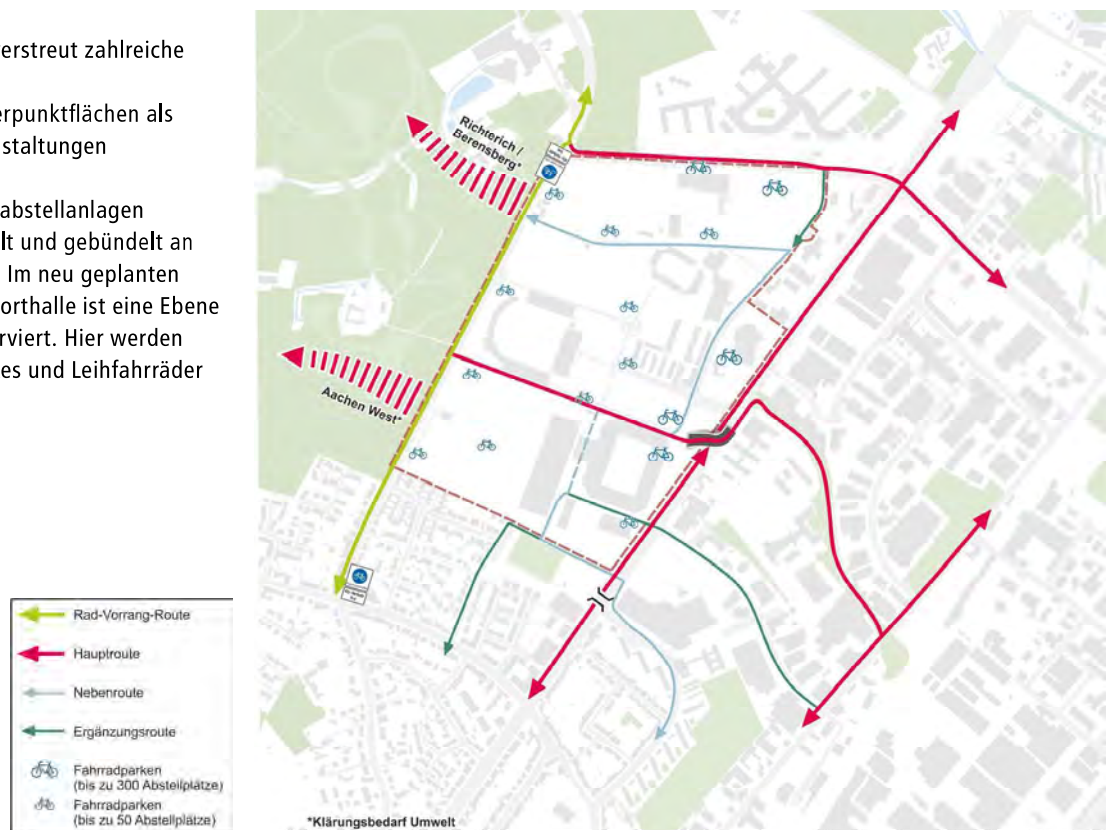 erstreut zahlreiche
erpunktflächen als
staltungen
abstellanlagen
lt und gebündelt an
Im neu geplanten
orthalle ist eine Ebene
rviert. Hier werden
es und Leihfahrräder
Richterich /
Berensberg*
Aachen West*
Rad-Vorrang-Route
Hauptroute
Nebenroute
Ergänzungsroute
Fahrradparken
(bis zu 300 Abstellplätze)
Fahrradparken
(bis zu 50 Abstellplätze)
*Klärungsbedarf Umwelt